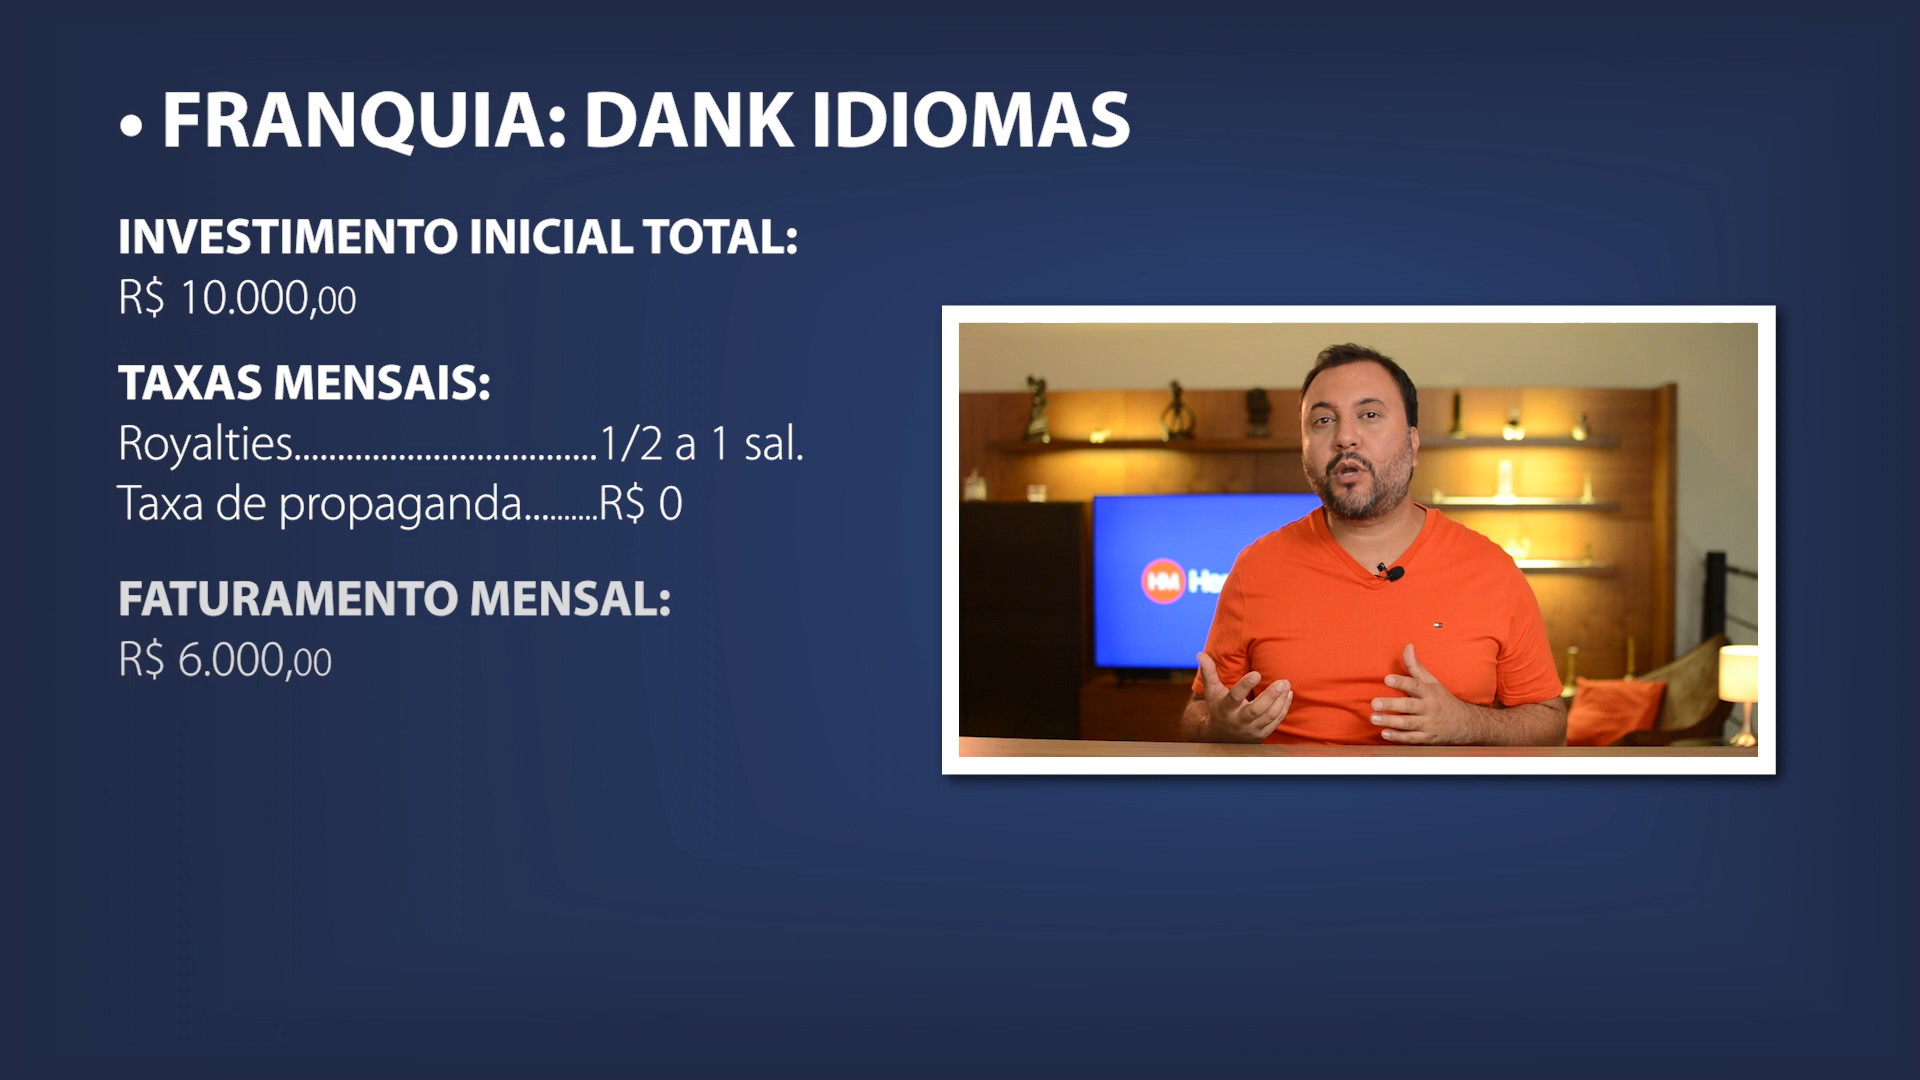 • FRANQUIA: DANK IDIOMAS
INVESTIMENTO INICIAL TOTAL:
R$ 10.000,00
TAXAS MENSAIS:
Royalties...................................1/2 a 1 sal.
Taxa de propaganda..........R$ 0
FATURAMENTO MENSAL:
R$ 6.000,00
HM